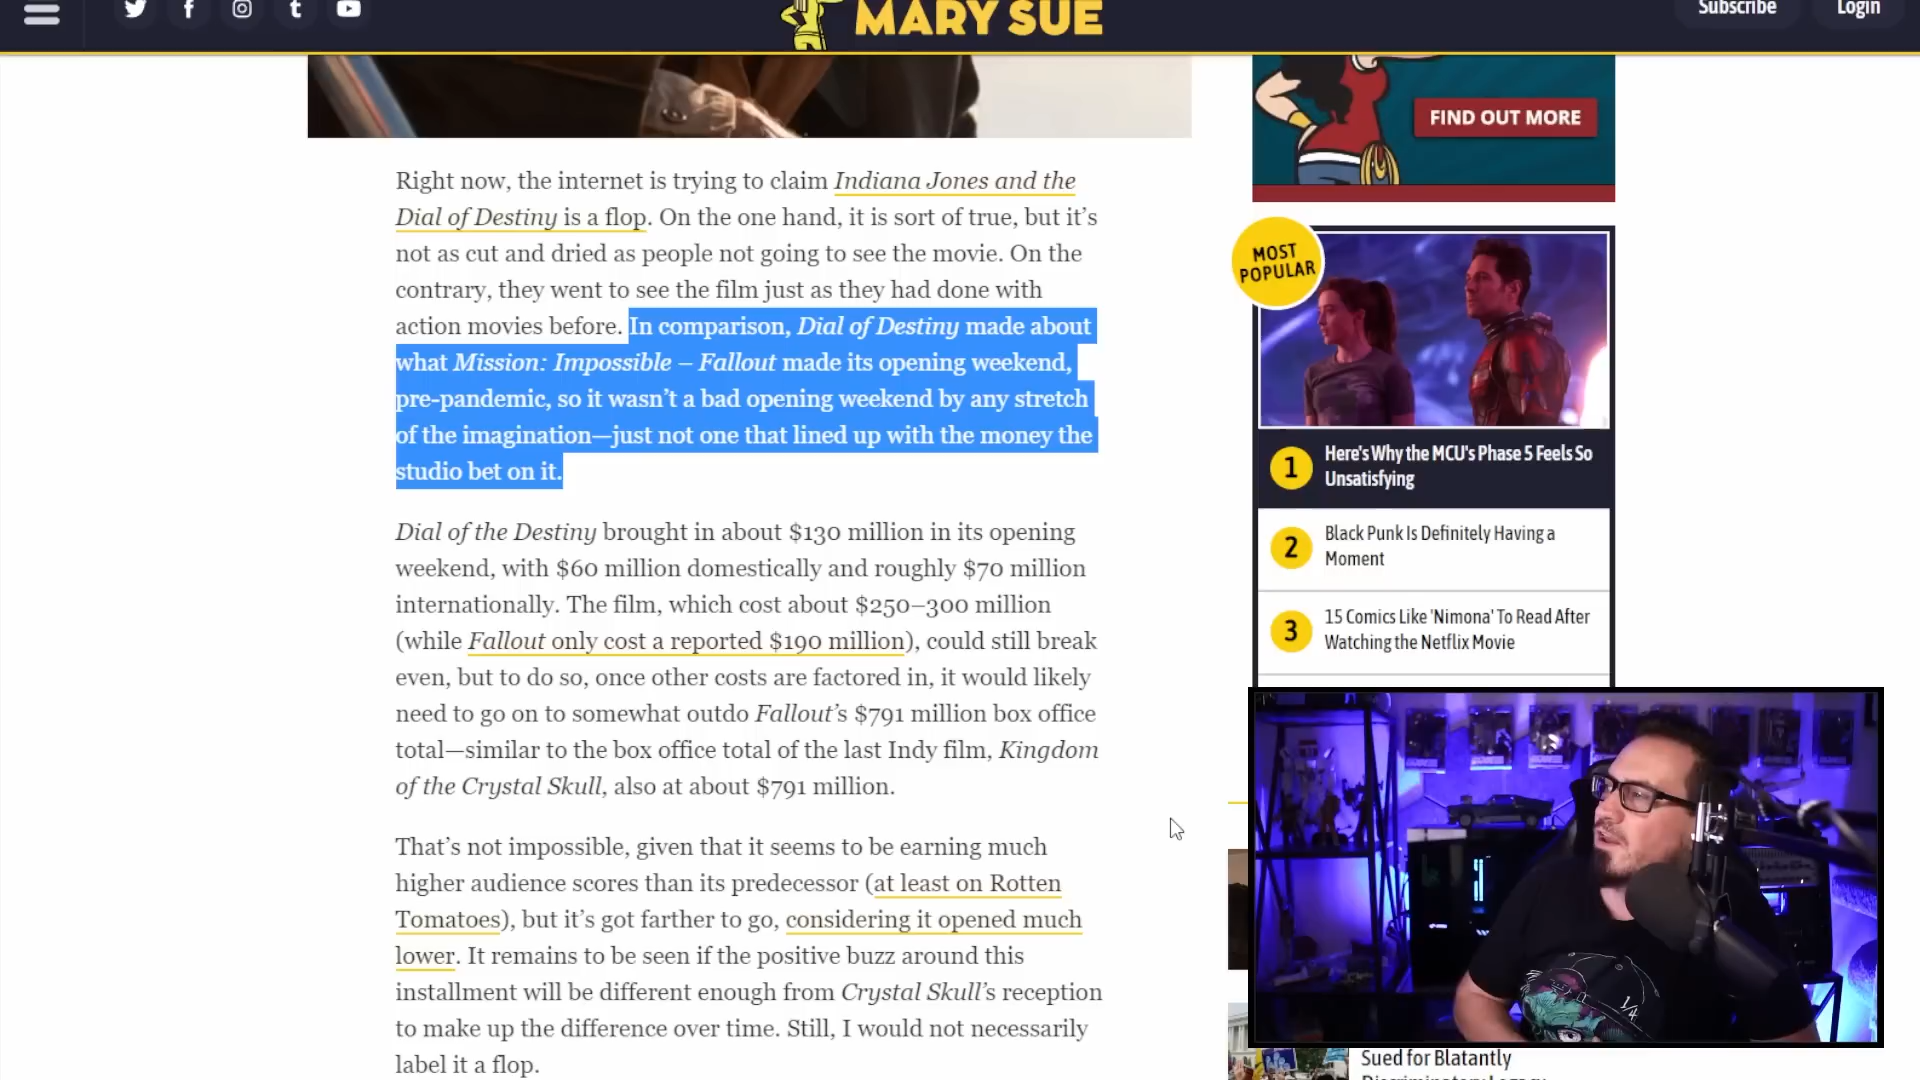 MARY SUE
Subscribe
Login
FIND OUT MORE
Right now, the internet is trying to claim Indiana Jones and the
Dial of Destiny is a flop. On the one hand, it is sort of true, but it’s
not as cut and dried as people not going to see the movie. On the
contrary, they went to see the film just as they had done with
action movies before. In comparison, Dial of Destiny made about
what Mission: Impossible – Fallout made its opening weekend,
pre-pandemic, so it wasn’t a bad opening weekend by any stretch
of the imagination—just not one that lined up with the money the
studio bet on it.
Dial of the Destiny brought in about $130 million in its opening
weekend, with $60 million domestically and roughly $70 million
internationally. The film, which cost about $250–300 million
(while Fallout only cost a reported $190 million), could still break
even, but to do so, once other costs are factored in, it would likely
need to go on to somewhat outdo Fallout’s $791 million box office
total—similar to the box office total of the last Indy film, Kingdom
of the Crystal Skull, also at about $791 million.
That’s not impossible, given that it seems to be earning much
higher audience scores than its predecessor (at least on Rotten
Tomatoes), but it’s got farther to go, considering it opened much
lower. It remains to be seen if the positive buzz around this
installment will be different enough from Crystal Skull’s reception
to make up the difference over time. Still, I would not necessarily
label it a flop.
MOST
POPULAR
1
Here's Why the MCU's Phase 5 Feels So
Unsatisfying
2
Black Punk Is Definitely Having a
Moment
3
15 Comics Like 'Nimona' To Read After
Watching the Netflix Movie
1/4
Sued for Blatantly